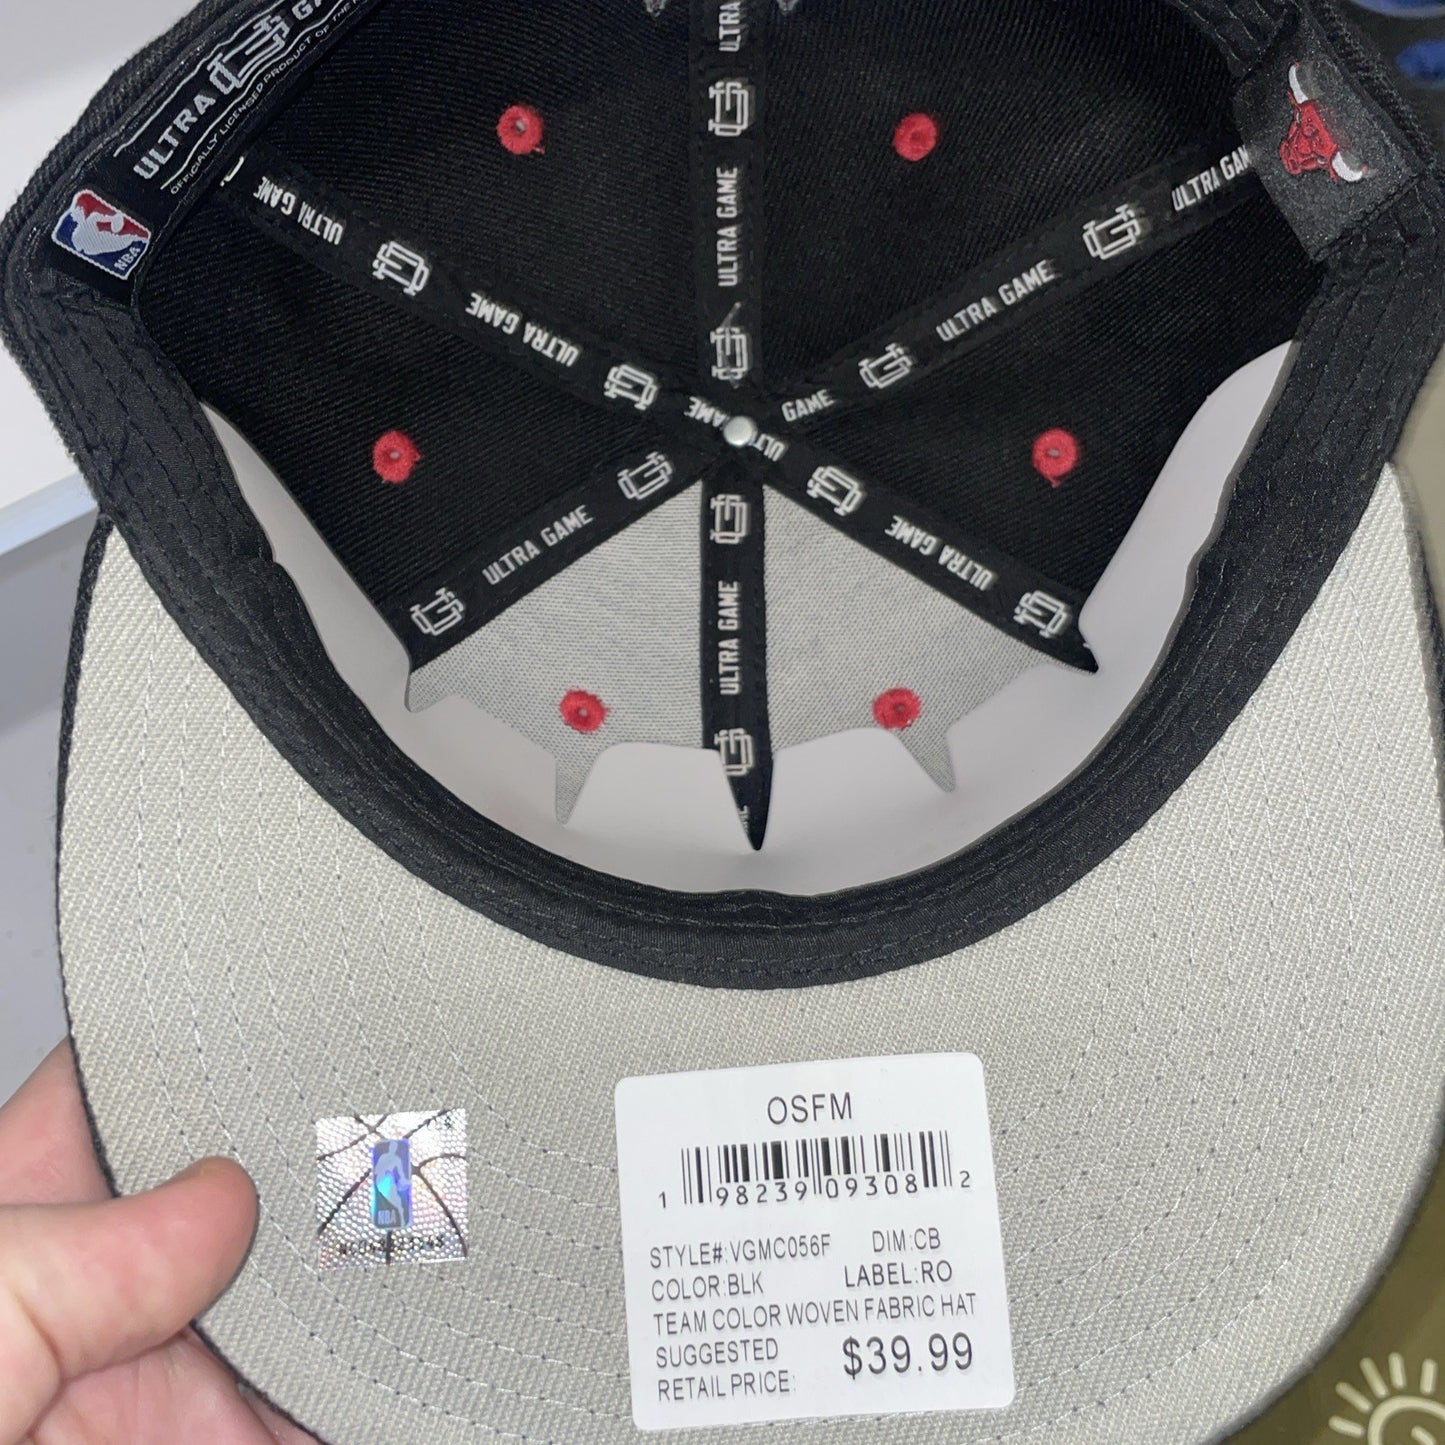 ULTRA GAME
OFFICIALLY LICENSED PRODUCT OF THE
NBA
ULTRA GAME
ULTRA GAME
ULTRA GAME
ULTRA GAME
ULTRA GAME
GAME
ULTRA GAME
ULTRA GAME
ULTRA GAME
NBA
OSFM
1 98239 09308 2
STYLE#:VGMC056F DIM:CB
COLOR:BLK LABEL:RO
TEAM COLOR WOVEN FABRIC HAT
SUGGESTED
RETAIL PRICE: $39.99